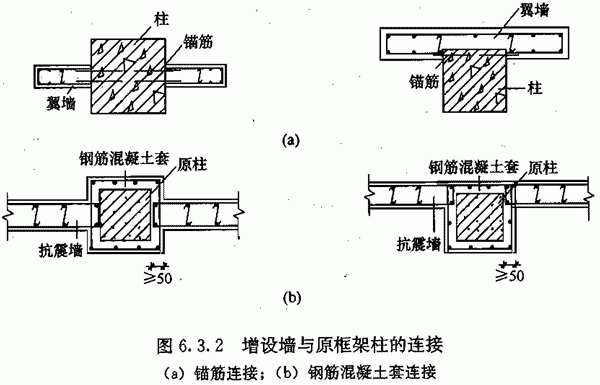 柱
锚筋
翼墙
翼墙
锚筋
柱
(a)
钢筋混凝土套
原柱
抗震墙
≥50
钢筋混凝土套
原柱
抗震墙
≥50
(b)
图 6.3.2 增设墙与原框架柱的连接
(a) 锚筋连接；(b) 钢筋混凝土套连接